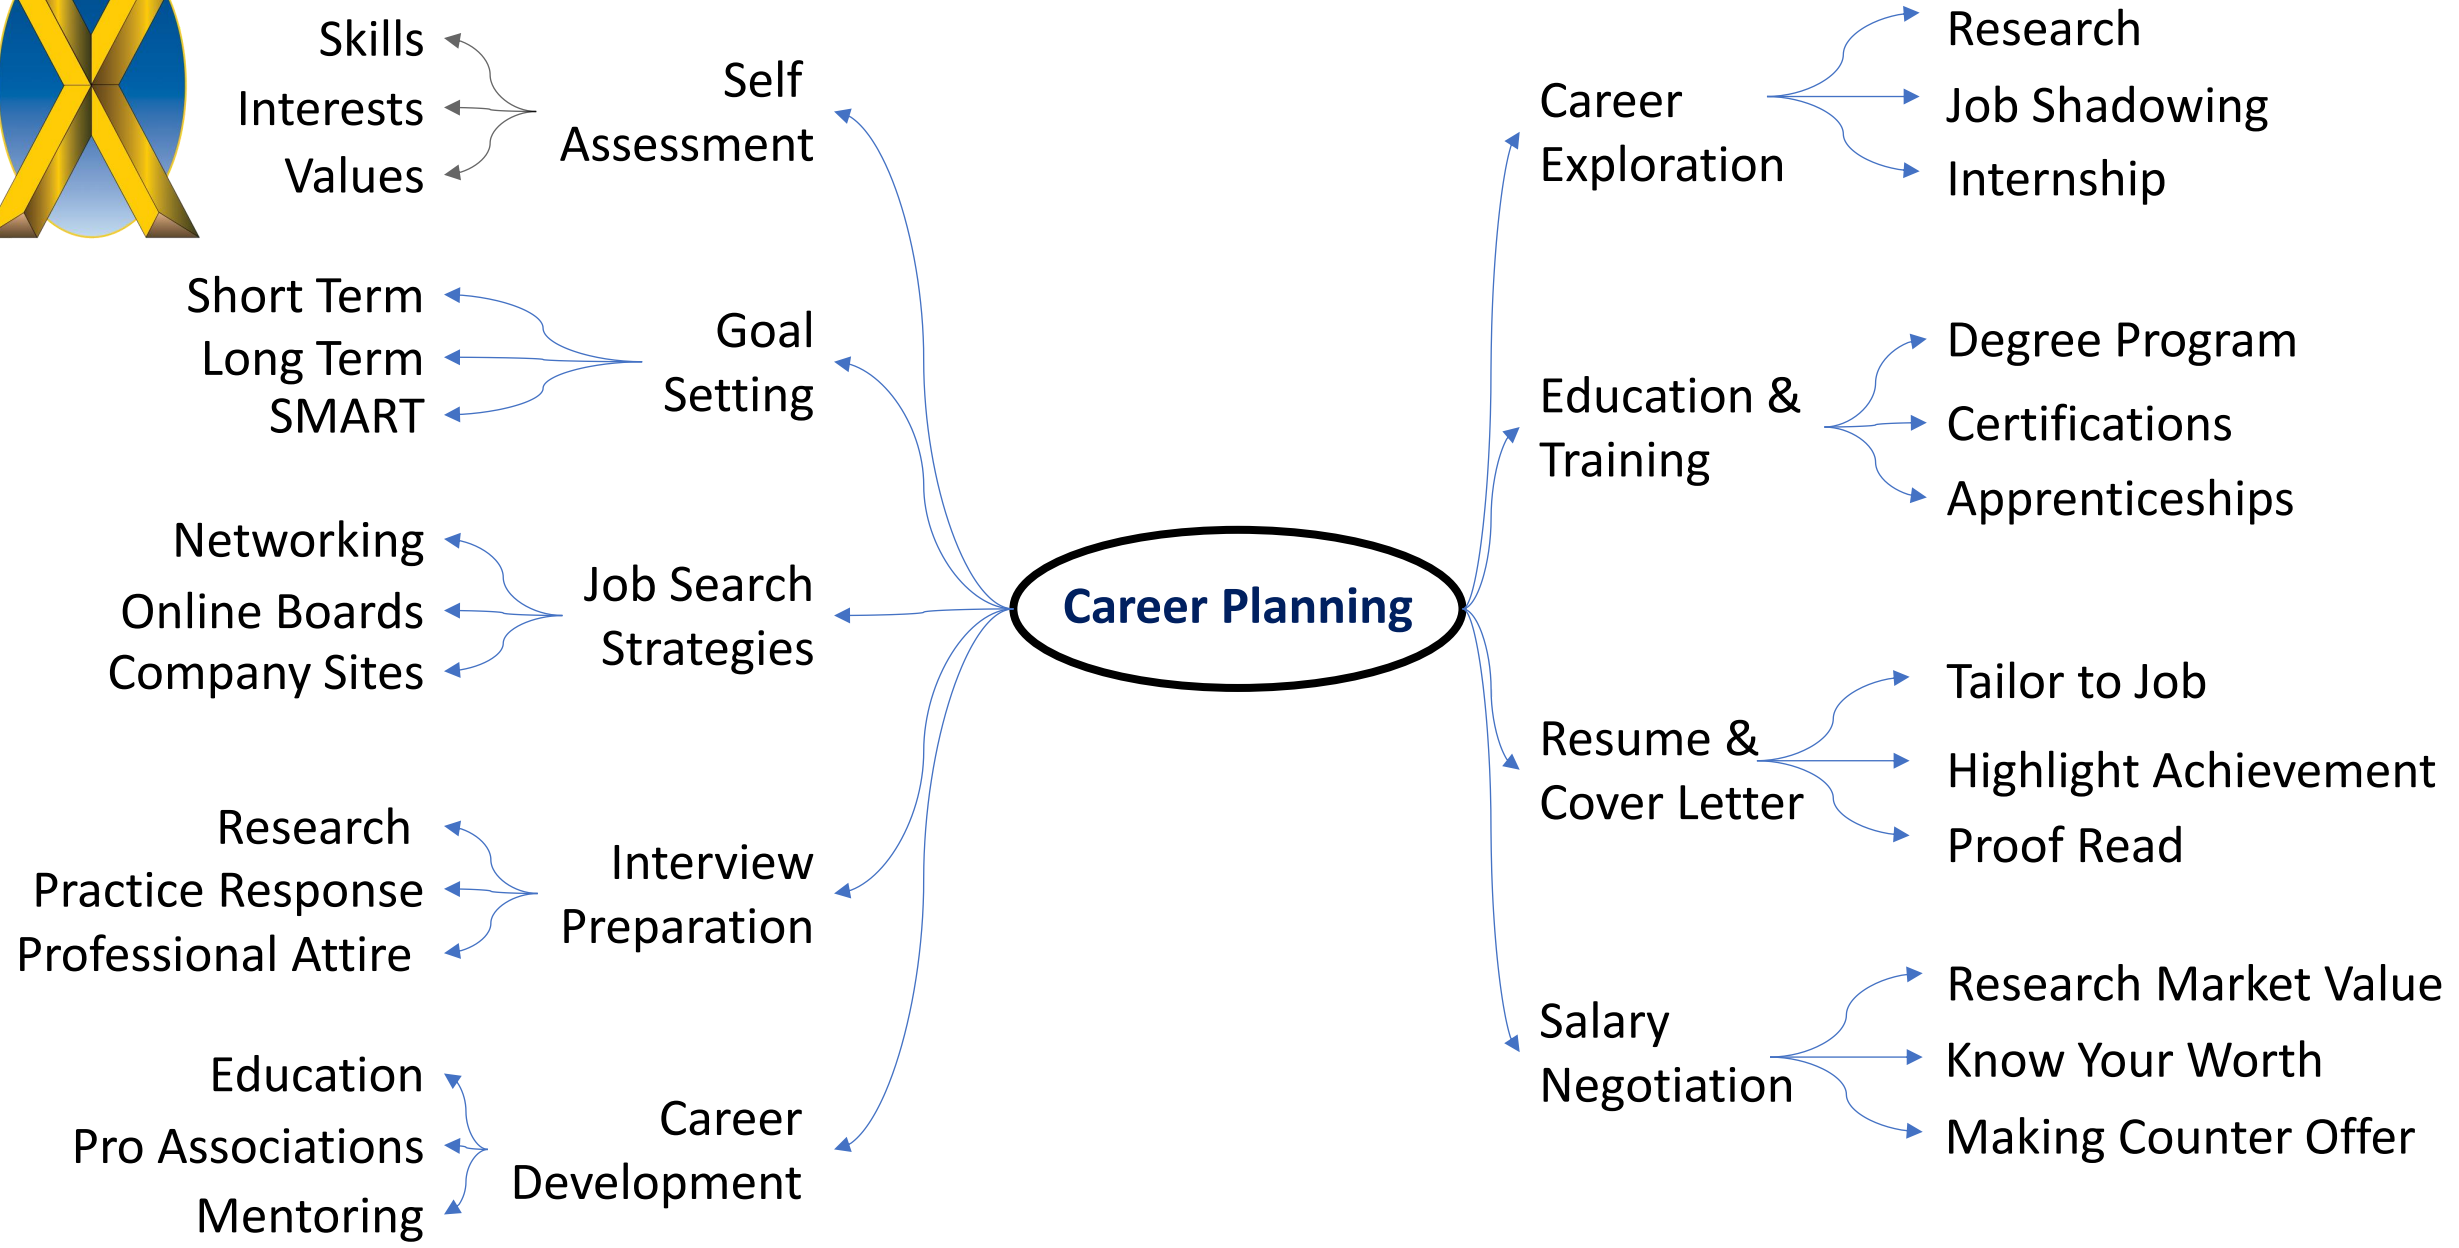 Skills
Interests
Values
Self
Assessment
Short Term
Long Term
SMART
Goal
Setting
Networking
Online Boards
Company Sites
Job Search
Strategies
Research
Practice Response
Professional Attire
Interview
Preparation
Education
Pro Associations
Mentoring
Career
Development
Career Planning
Career
Exploration
Research
Job Shadowing
Internship
Education &
Training
Degree Program
Certifications
Apprenticeships
Resume &
Cover Letter
Tailor to Job
Highlight Achievement
Proof Read
Salary
Negotiation
Research Market Value
Know Your Worth
Making Counter Offer